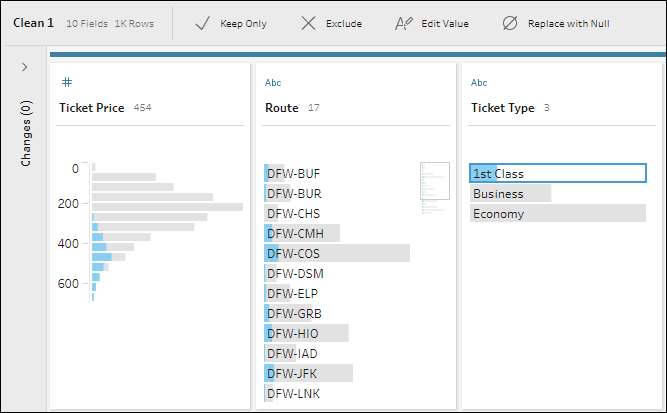 Clean 1 10 Fields 1K Rows Keep Only Exclude Edit Value Replace with Null
Changes (0)
#
Ticket Price 454
0
200
400
600
Abc
Route 17
DFW-BUF
DFW-BUR
DFW-CHS
DFW-CMH
DFW-COS
DFW-DSM
DFW-ELP
DFW-GRB
DFW-HIO
DFW-IAD
DFW-JFK
DFW-LNK
Abc
Ticket Type 3
1st Class
Business
Economy